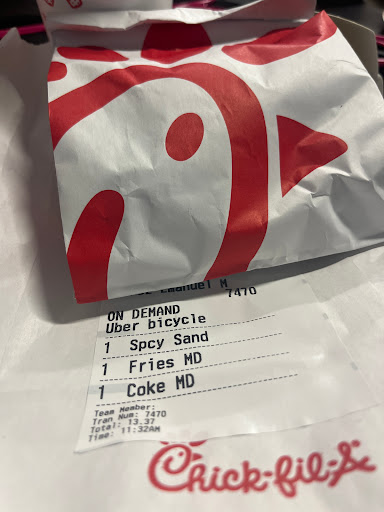 Emanuel M
7470
ON DEMAND
Uber bicycle
1 Spcy Sand
1 Fries MD
1 Coke MD
Team Member:
Tran Num: 7470
Total: 13.37
Time: 11:32AM
Chick-fil-A